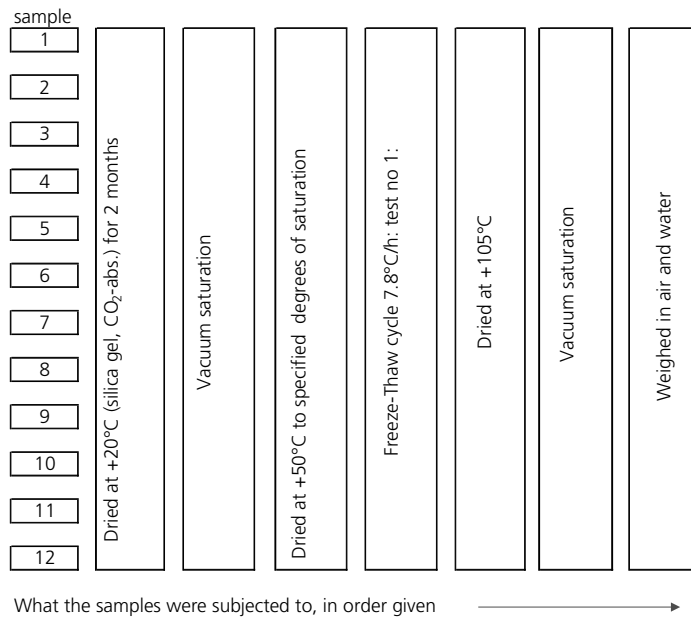 sample
1
2
3
4
5
6
7
8
9
10
11
12
Dried at +20°C (silica gel, CO₂-abs.) for 2 months
Vacuum saturation
Dried at +50°C to specified degrees of saturation
Freeze-Thaw cycle 7.8°C/h: test no 1:
Dried at +105°C
Vacuum saturation
Weighed in air and water
What the samples were subjected to, in order given